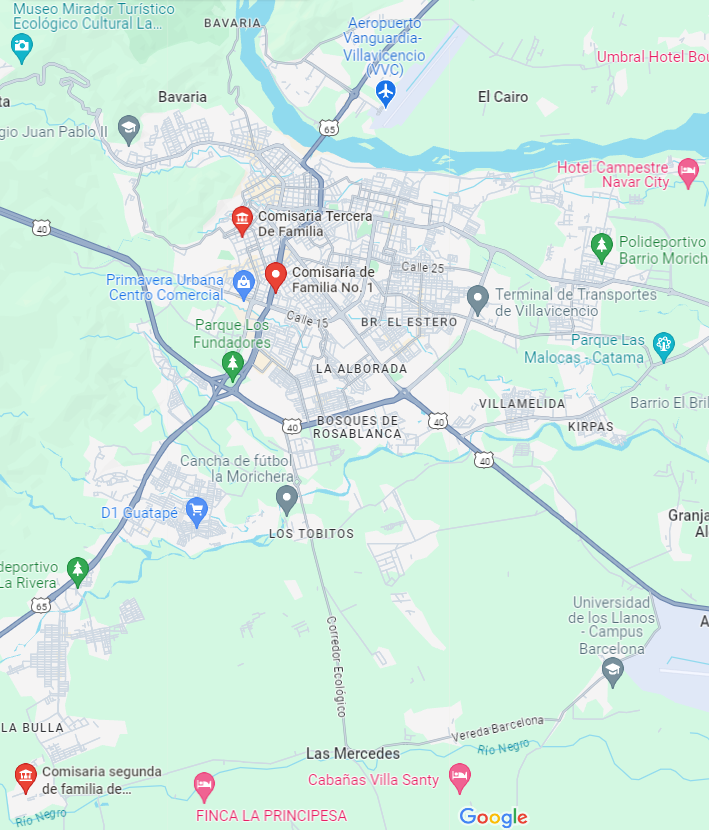 Museo Mirador Turístico
Ecológico Cultural La...
BAVARIA
Aeropuerto
Vanguardia-
Villavicencio
(VVC)
Umbral Hotel Bou
ta
Bavaria
El Cairo
gio Juan Pablo II
65
Hotel Campestre
Navar City
40
Comisaria Tercera
De Familia
Polideportivo
Barrio Morich
Calle 25
Primavera Urbana
Centro Comercial
Comisaría de
Familia No. 1
Terminal de Transportes
de Villavicencio
Calle 15
BR. EL ESTERO
Parque Los
Fundadores
Parque Las
Malocas - Catama
LA ALBORADA
VILLAMELIDA
Barrio El Bril
40
BOSQUES DE
ROSABLANCA
40
KIRPAS
40
Cancha de fútbol
la Morichera
D1 Guatapé
Granja
Al
LOS TOBITOS
deportivo
La Rivera
65
Universidad
de los Llanos
- Campus
Barcelona
A
Corredor Ecológico
LA BULLA
Vereda Barcelona
Río Negro
Las Mercedes
Comisaria segunda
de familia de...
Cabañas Villa Santy
Río Negro
FINCA LA PRINCIPESA
Google